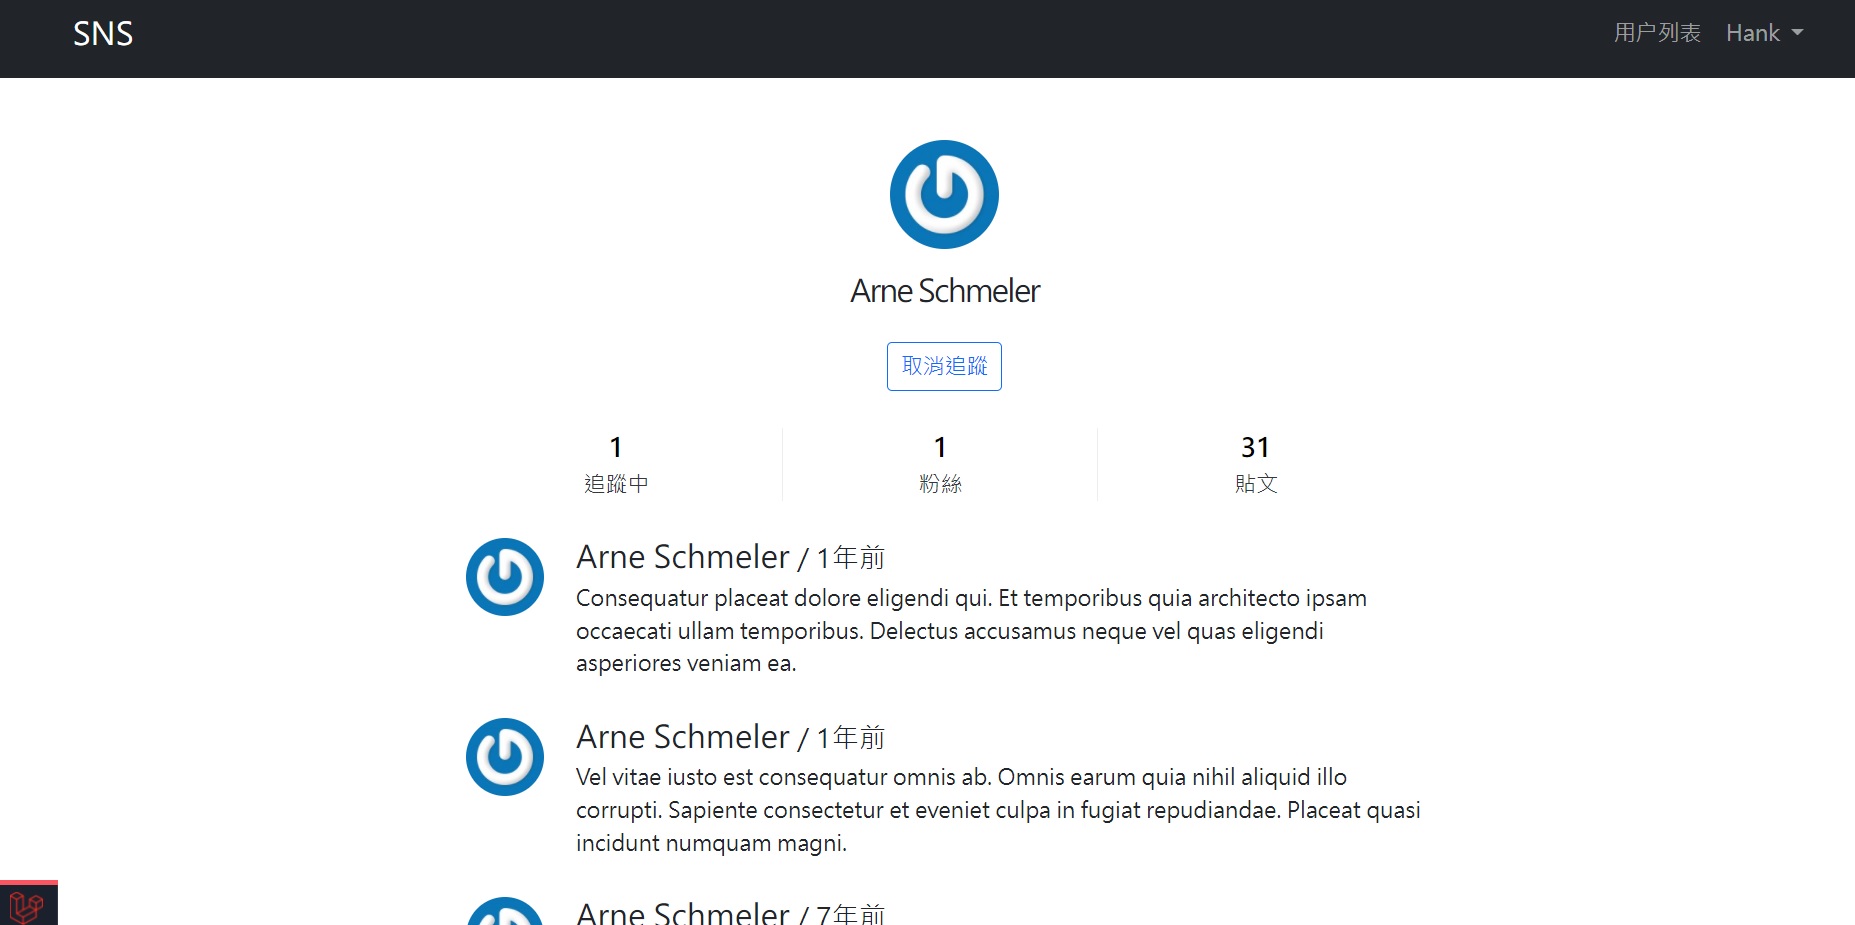 SNS
用户列表
Hank
Arne Schmeler
取消追蹤
1
追蹤中
1
粉絲
31
貼文
Arne Schmeler / 1年前
Consequatur placeat dolore eligendi qui. Et temporibus quia architecto ipsam
occaecati ullam temporibus. Delectus accusamus neque vel quas eligendi
asperiores veniam ea.
Arne Schmeler / 1年前
Vel vitae iusto est consequatur omnis ab. Omnis earum quia nihil aliquid illo
corrupti. Sapiente consectetur et eveniet culpa in fugiat repudiandae. Placeat quasi
incidunt numquam magni.
Arne Schmeler / 7年前